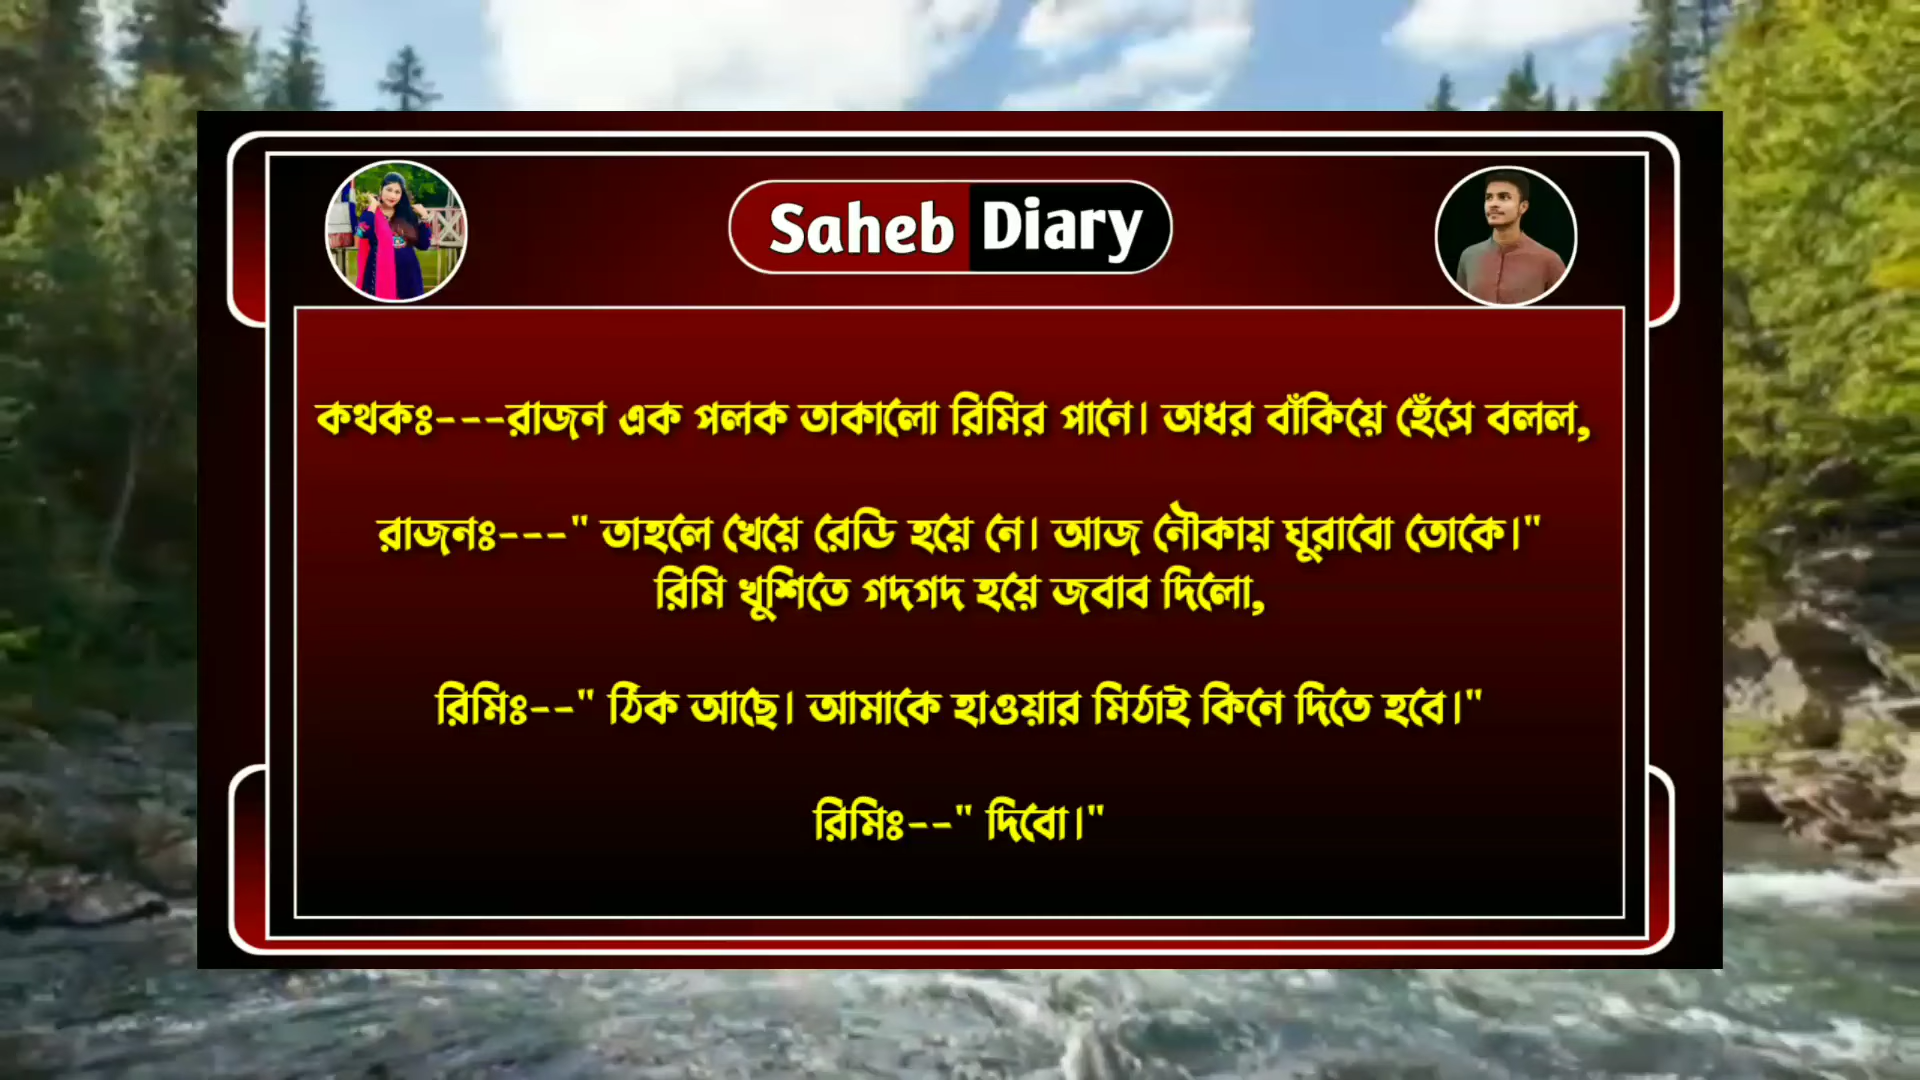 Saheb Diary
কথকঃ---রাজন এক পলক তাকালো রিমির পানে। অধর বাঁকিয়ে হেঁসে বলল,
রাজনঃ---" তাহলে খেয়ে রেডি হয়ে নে। আজ নৌকায় ঘুরাবো তোকে।"
রিমি খুশিতে গদগদ হয়ে জবাব দিলো,
রিমিঃ--" ঠিক আছে। আমাকে হাওয়ার মিঠাই কিনে দিতে হবে।"
রিমিঃ--" দিবো।"